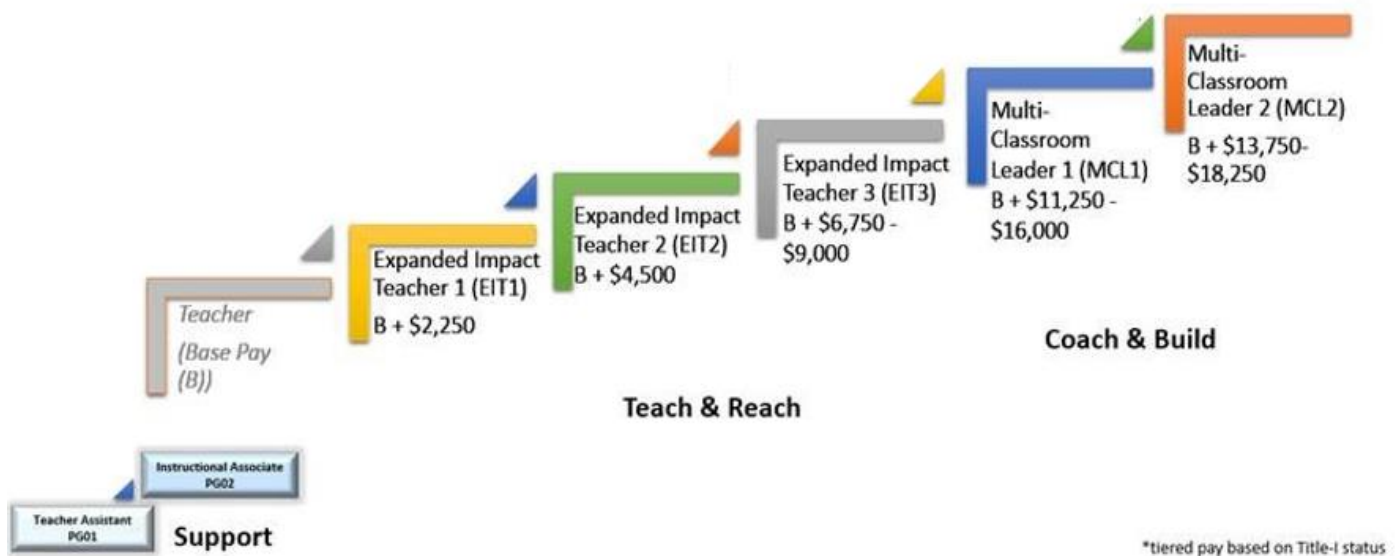 Teacher
(Base Pay
(B))
Expanded Impact
Teacher 1 (EIT1)
B + $2,250
Expanded Impact
Teacher 2 (EIT2)
B + $4,500
Expanded Impact
Teacher 3 (EIT3)
B + $6,750 -
$9,000
Multi-
Classroom
Leader 1 (MCL1)
B + $11,250 -
$16,000
Multi-
Classroom
Leader 2 (MCL2)
B + $13,750-
$18,250
Coach & Build
Teach & Reach
Instructional Associate
PG02
Teacher Assistant
PG01
Support
*tiered pay based on Title-I status